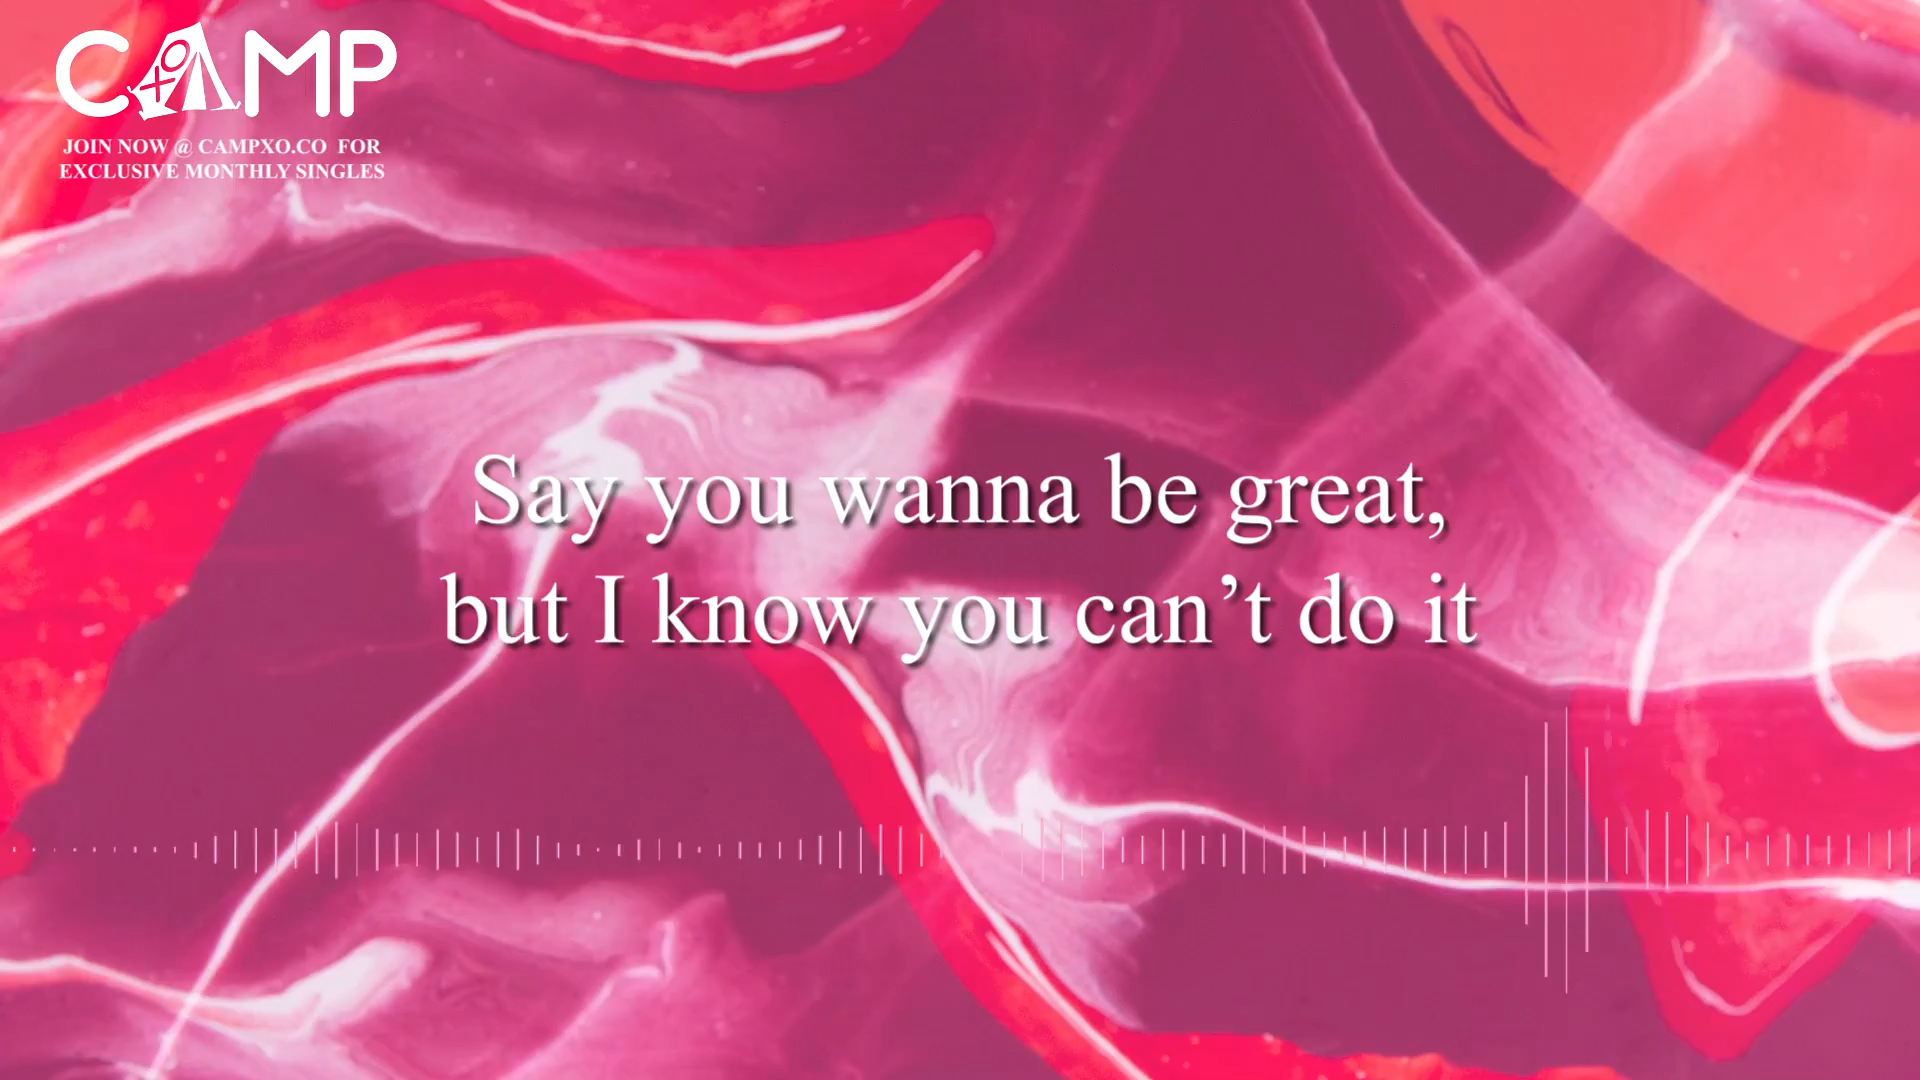 CAMP
XO
JOIN NOW @ CAMPXO.CO FOR
EXCLUSIVE MONTHLY SINGLES
Say you wanna be great,
but I know you can’t do it